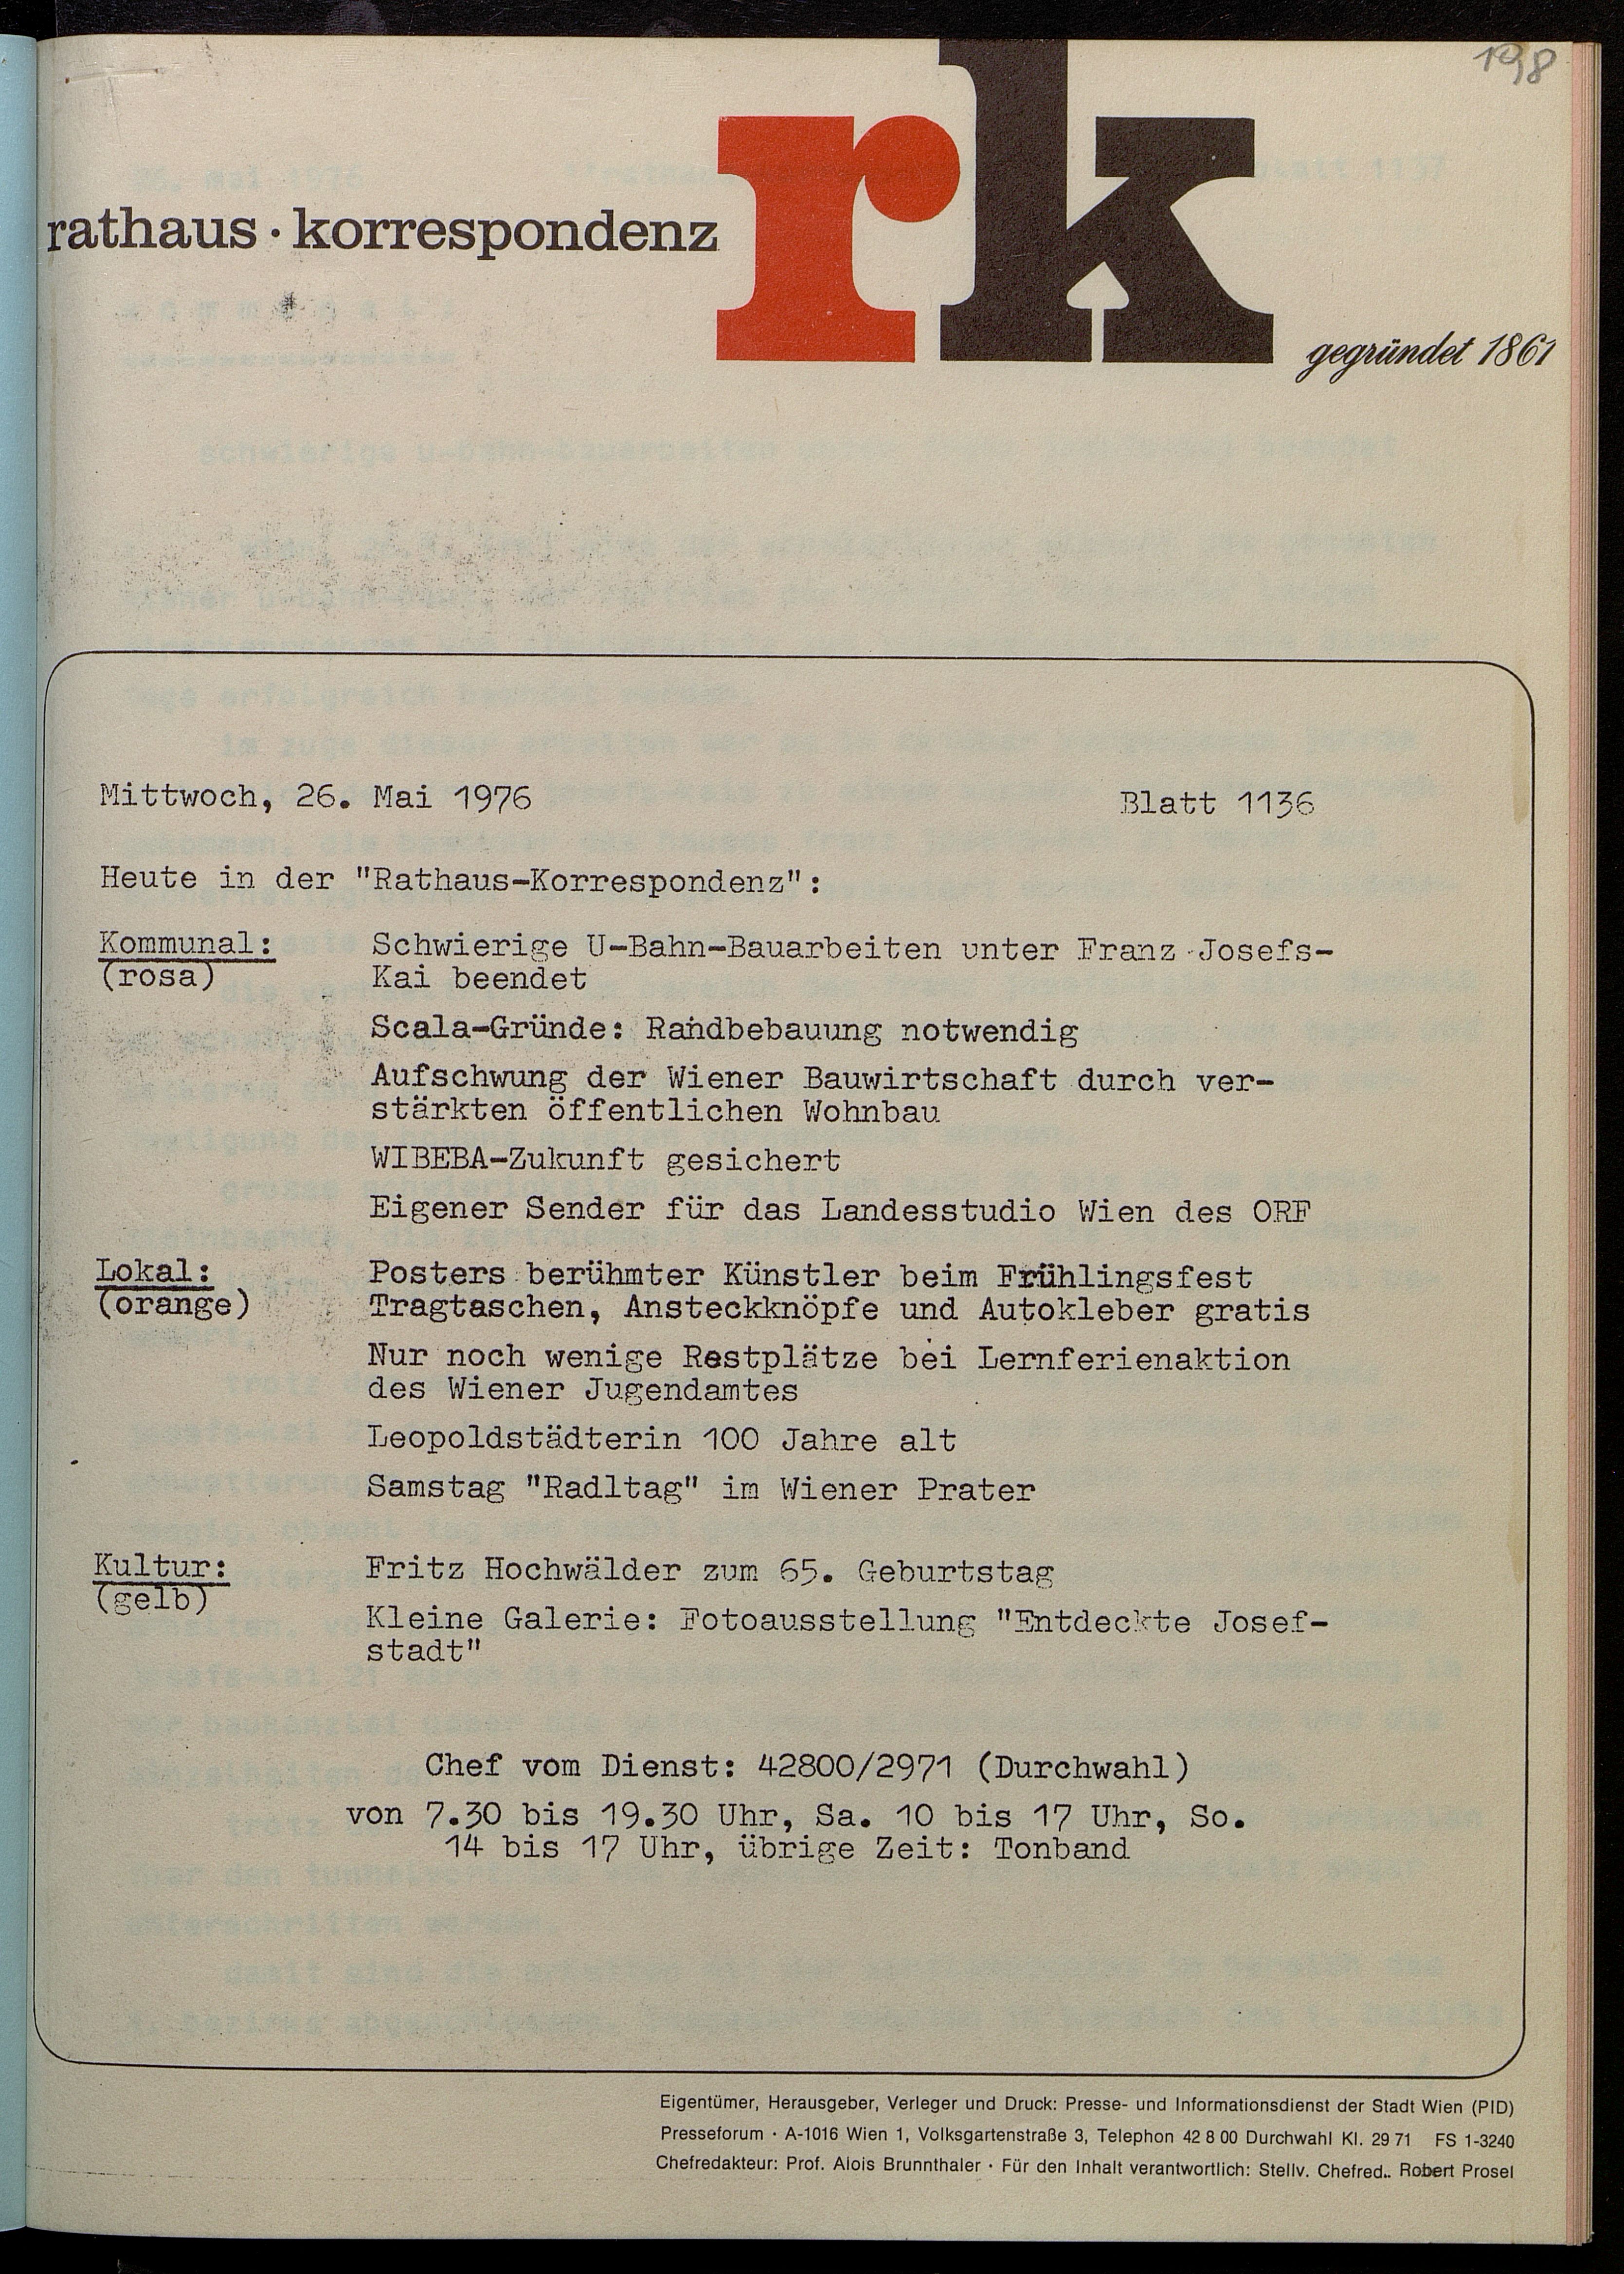 198
rk
rathaus · korrespondenz
gegründet 1861
Mittwoch, 26. Mai 1976 Blatt 1136
Heute in der "Rathaus-Korrespondenz":
Kommunal: Schwierige U-Bahn-Bauarbeiten unter Franz-Josefs-
(rosa) Kai beendet
Scala-Gründe: Randbebauung notwendig
Aufschwung der Wiener Bauwirtschaft durch ver-
stärkten öffentlichen Wohnbau
WIBEBA-Zukunft gesichert
Eigener Sender für das Landesstudio Wien des ORF
Lokal: Posters berühmter Künstler beim Frühlingsfest
(orange) Tragtaschen, Ansteckknöpfe und Autokleber gratis
Nur noch wenige Restplätze bei Lernferienaktion
des Wiener Jugendamtes
Leopoldstädterin 100 Jahre alt
Samstag "Radltag" im Wiener Prater
Kultur: Fritz Hochwälder zum 65. Geburtstag
(gelb)
Kleine Galerie: Fotoausstellung "Entdeckte Josef-
stadt"
Chef vom Dienst: 42800/2971 (Durchwahl)
von 7.30 bis 19.30 Uhr, Sa. 10 bis 17 Uhr, So.
14 bis 17 Uhr, übrige Zeit: Tonband
Eigentümer, Herausgeber, Verleger und Druck: Presse- und Informationsdienst der Stadt Wien (PID)
Presseforum · A-1016 Wien 1, Volksgartenstraße 3, Telephon 42 8 00 Durchwahl Kl. 29 71 FS 1-3240
Chefredakteur: Prof. Alois Brunnthaler · Für den Inhalt verantwortlich: Stellv. Chefred.. Robert Prosel